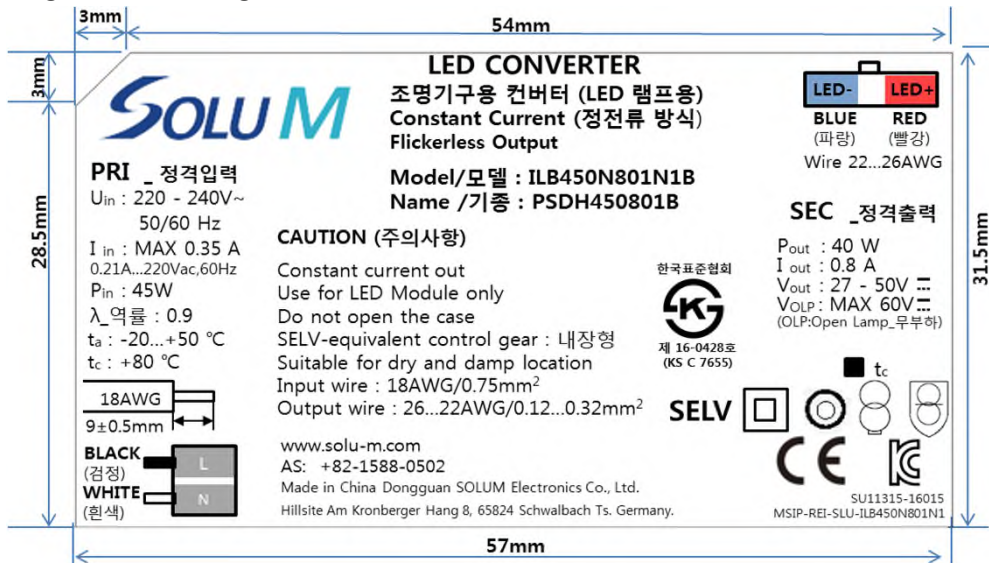 3mm
54mm
3mm
28.5mm
31.5mm
57mm
SOLUM
LED CONVERTER
조명기구용 컨버터 (LED 램프용)
Constant Current (정전류 방식)
Flickerless Output
Model/모델 : ILB450N801N1B
Name /기종 : PSDH450801B
LED- LED+
BLUE RED
(파랑) (빨강)
Wire 22...26AWG
PRI _ 정격입력
Uin : 220 - 240V~
50/60 Hz
I in : MAX 0.35 A
0.21A...220Vac,60Hz
Pin : 45W
λ_역률 : 0.9
ta : -20...+50 ℃
tc : +80 ℃
18AWG
9±0.5mm
BLACK
(검정)
L
WHITE
(흰색)
N
CAUTION (주의사항)
Constant current out
Use for LED Module only
Do not open the case
SELV-equivalent control gear : 내장형
Suitable for dry and damp location
Input wire : 18AWG/0.75mm²
Output wire : 26...22AWG/0.12...0.32mm²
www.solu-m.com
AS: +82-1588-0502
Made in China Dongguan SOLUM Electronics Co., Ltd.
Hillsite Am Kronberger Hang 8, 65824 Schwalbach Ts. Germany.
한국표준협회
제 16-0428호
(KS C 7655)
SEC _정격출력
Pout : 40 W
I out : 0.8 A
Vout : 27 - 50V ⎓
VOLP : MAX 60V ⎓
(OLP:Open Lamp_무부하)
tc
SELV
CE
SU11315-16015
MSIP-REI-SLU-ILB450N801N1